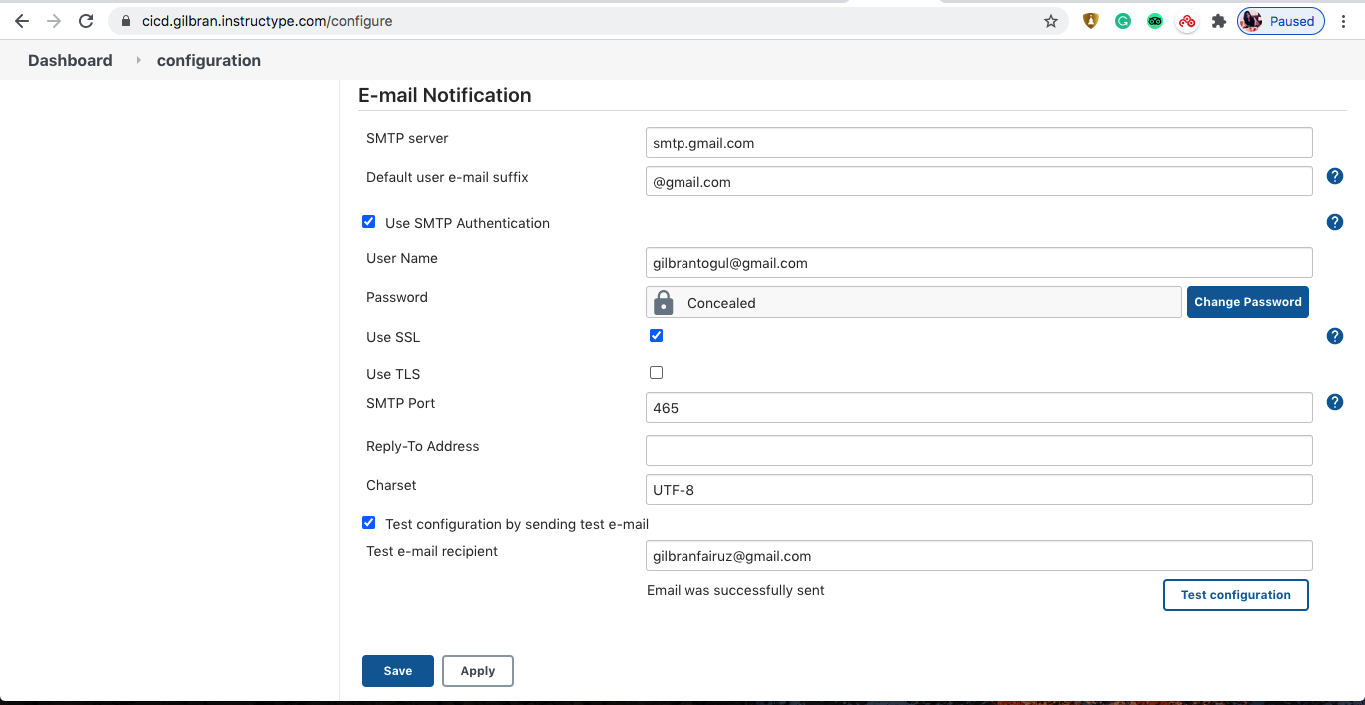 cicd.gilbran.instructype.com/configure
Paused
Dashboard configuration
E-mail Notification
SMTP server
smtp.gmail.com
Default user e-mail suffix
@gmail.com
?
Use SMTP Authentication
?
User Name
gilbrantogul@gmail.com
Password
Concealed
Change Password
Use SSL
?
Use TLS
SMTP Port
465
?
Reply-To Address
Charset
UTF-8
Test configuration by sending test e-mail
Test e-mail recipient
gilbranfairuz@gmail.com
Email was successfully sent
Test configuration
Save
Apply